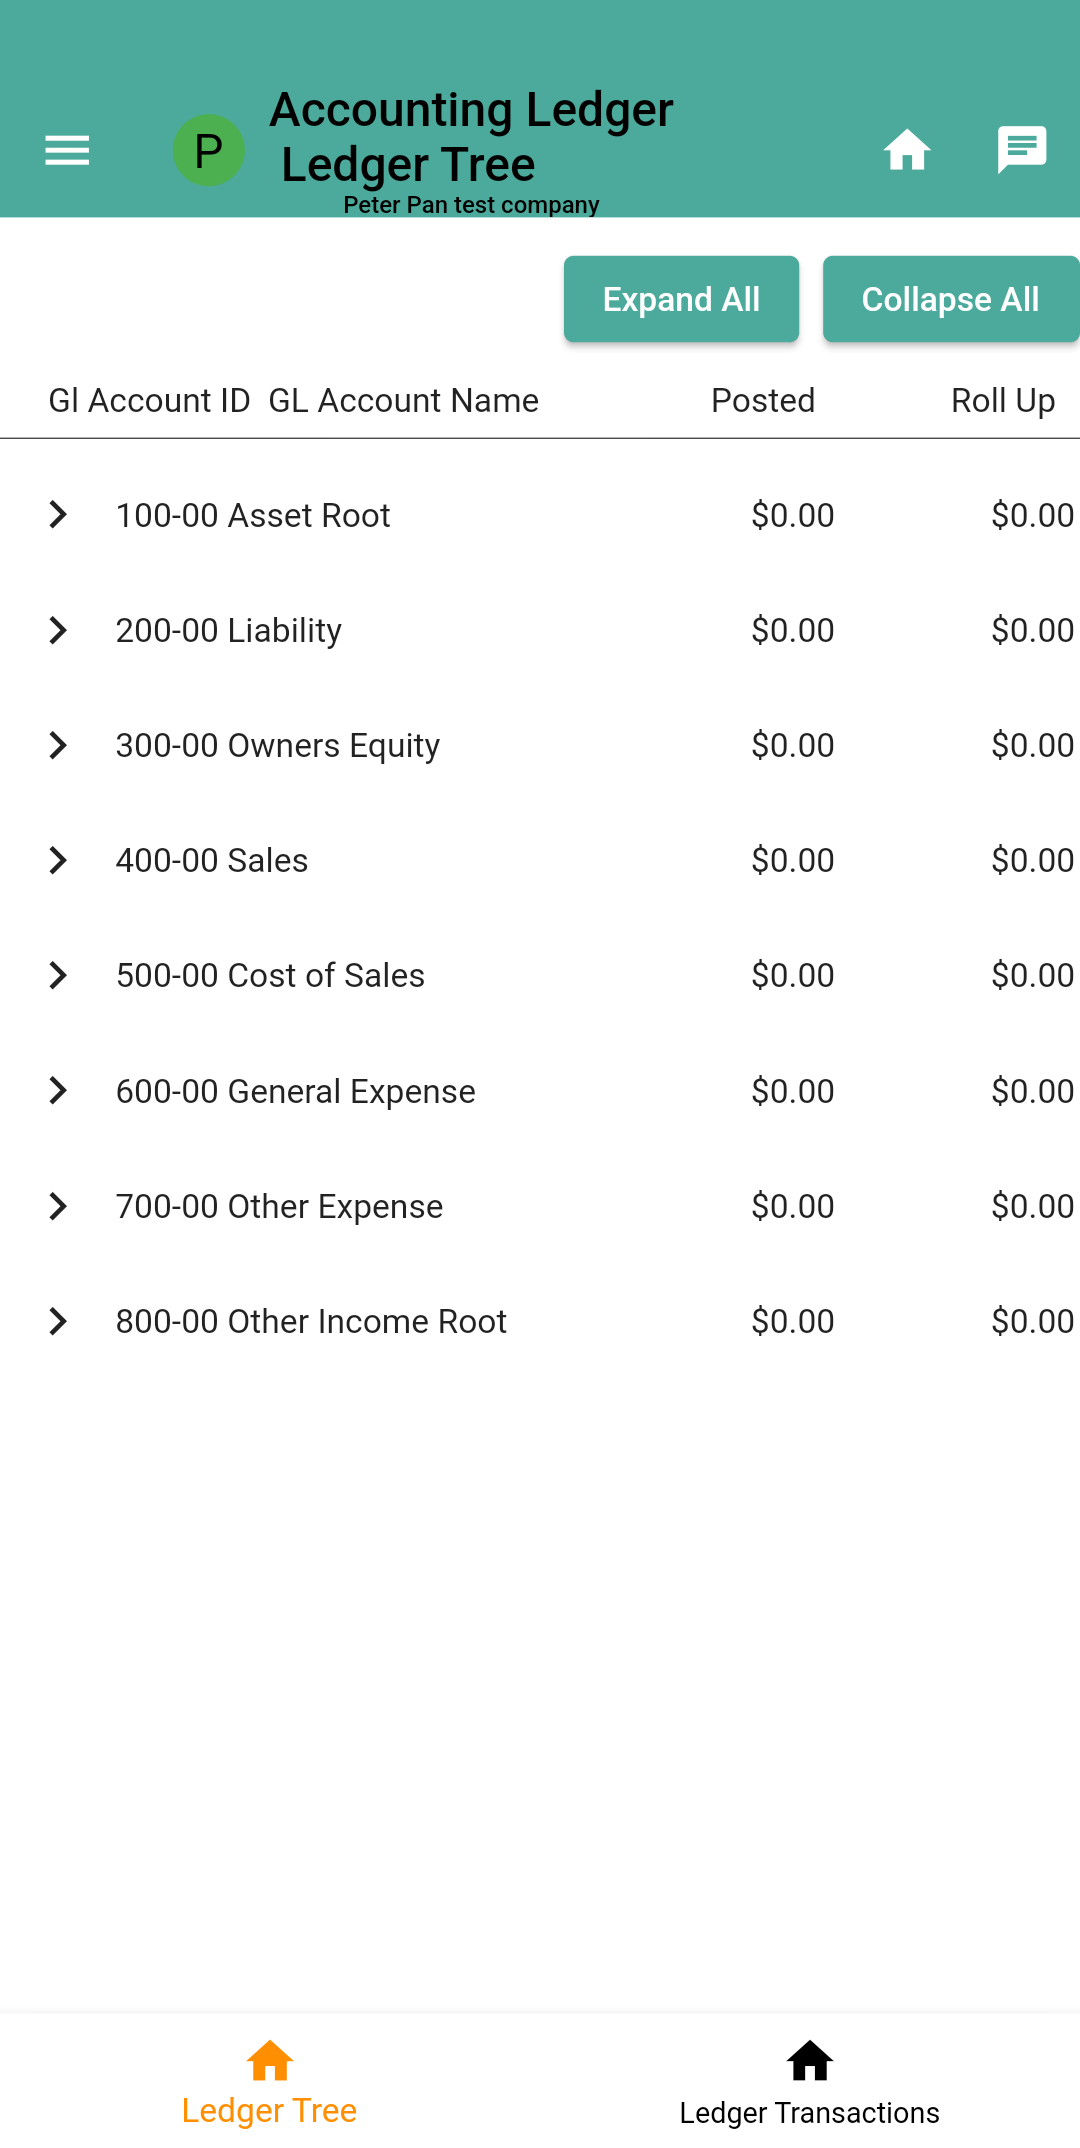 P
Accounting Ledger
Ledger Tree
Peter Pan test company
Expand All Collapse All
Gl Account ID GL Account Name Posted Roll Up
100-00 Asset Root $0.00 $0.00
200-00 Liability $0.00 $0.00
300-00 Owners Equity $0.00 $0.00
400-00 Sales $0.00 $0.00
500-00 Cost of Sales $0.00 $0.00
600-00 General Expense $0.00 $0.00
700-00 Other Expense $0.00 $0.00
800-00 Other Income Root $0.00 $0.00
Ledger Tree Ledger Transactions